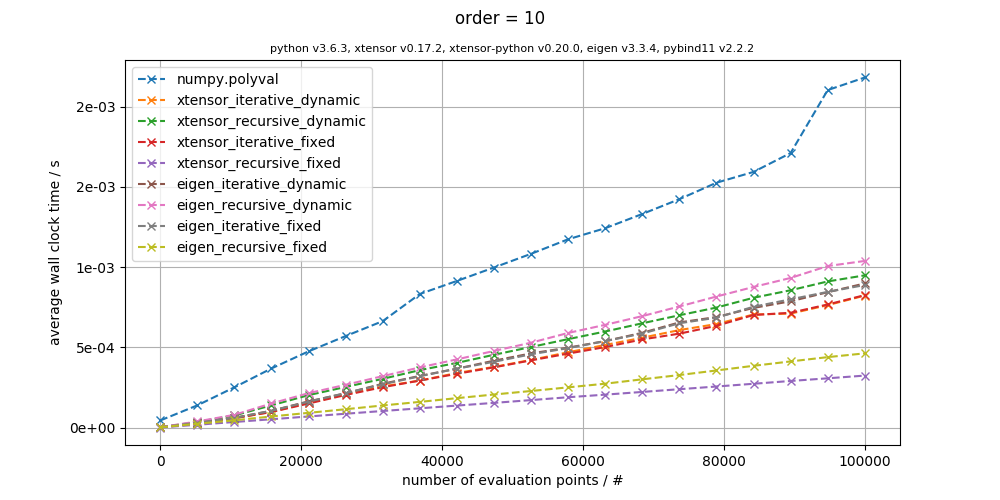 order = 10
python v3.6.3, xtensor v0.17.2, xtensor-python v0.20.0, eigen v3.3.4, pybind11 v2.2.2
numpy.polyval
xtensor_iterative_dynamic
xtensor_recursive_dynamic
xtensor_iterative_fixed
xtensor_recursive_fixed
eigen_iterative_dynamic
eigen_recursive_dynamic
eigen_iterative_fixed
eigen_recursive_fixed
average wall clock time / s
2e-03
2e-03
1e-03
5e-04
0e+00
0 20000 40000 60000 80000 100000
number of evaluation points / #